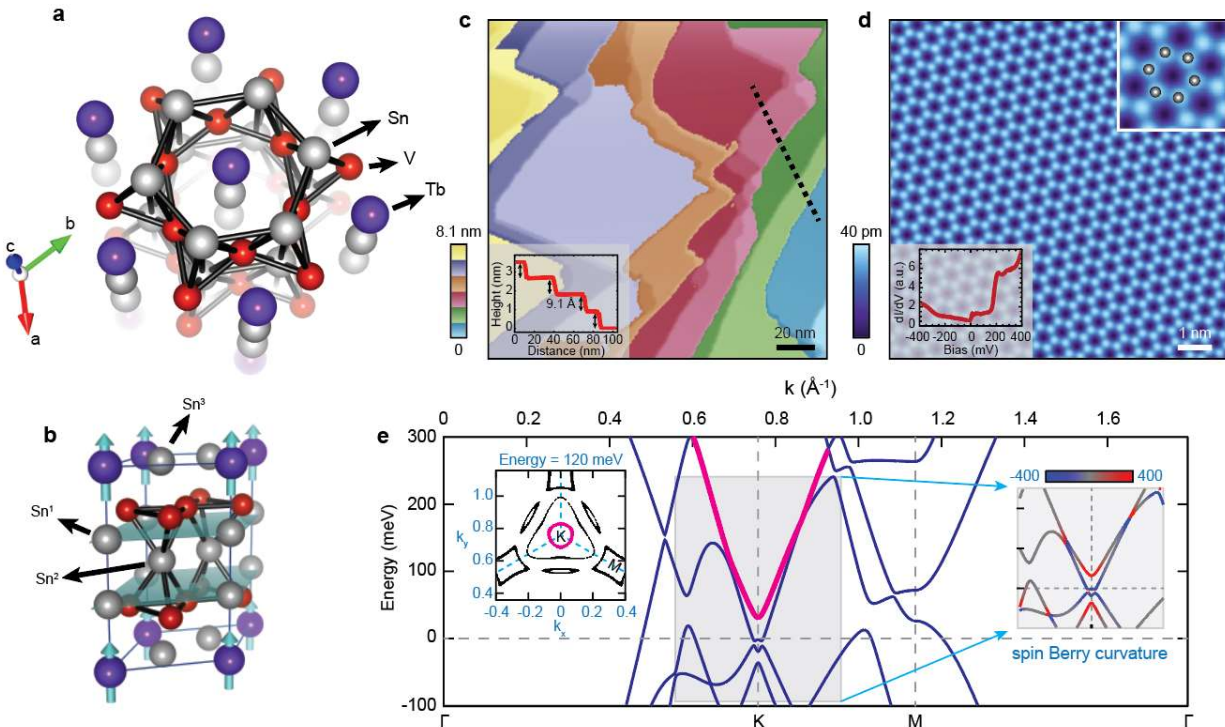 a
Sn
V
Tb
b
c
a
b
Sn³
Sn¹
Sn²
c
8.1 nm
0
Height (nm)
3
2
1
0
9.1 Å
0 20 40 60 80 100
Distance (nm)
20 nm
d
40 pm
0
dI/dV (a.u.)
6
4
2
0
-400 -200 0 200 400
Bias (mV)
1 nm
e
k (Å⁻¹)
0 0.2 0.4 0.6 0.8 1.0 1.2 1.4 1.6
Energy (meV)
300
200
100
0
-100
Γ K M Γ
Energy = 120 meV
k_y
1.0
0.8
0.6
0.4
K
M
-0.4 -0.2 0 0.2 0.4
k_x
-400 400
spin Berry curvature